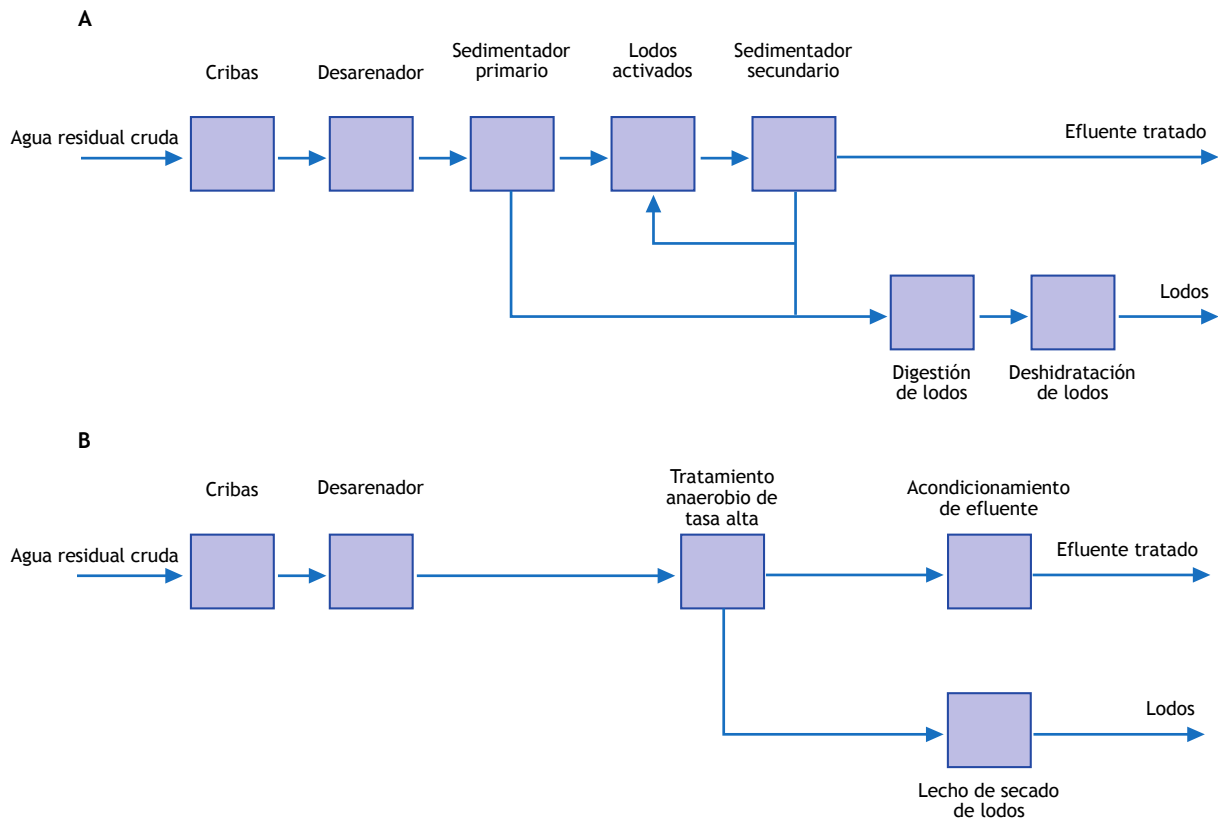 A
Cribas
Desarenador
Sedimentador
primario
Lodos
activados
Sedimentador
secundario
Agua residual cruda
Efluente tratado
Lodos
Digestión
de lodos
Deshidratación
de lodos
B
Cribas
Desarenador
Tratamiento
anaerobio de
tasa alta
Acondicionamiento
de efluente
Agua residual cruda
Efluente tratado
Lodos
Lecho de secado
de lodos